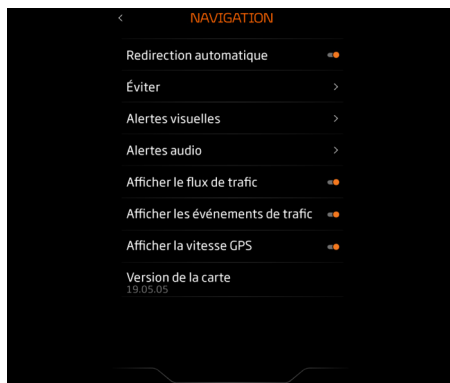 NAVIGATION
Redirection automatique
Éviter
Alertes visuelles
Alertes audio
Afficher le flux de trafic
Afficher les événements de trafic
Afficher la vitesse GPS
Version de la carte
19.05.05